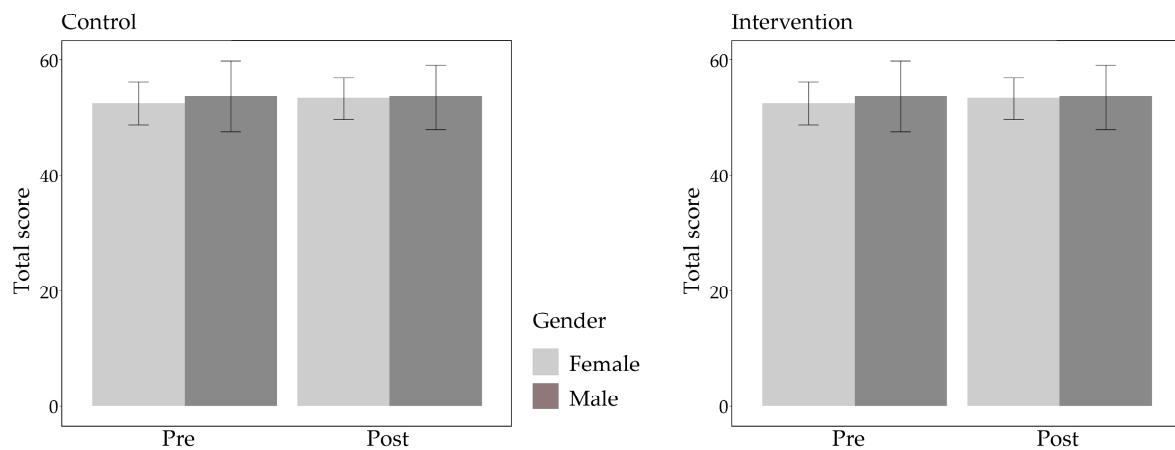 Control
60
40
20
0
Total score
Pre Post
Gender
Female
Male
Intervention
60
40
20
0
Total score
Pre Post